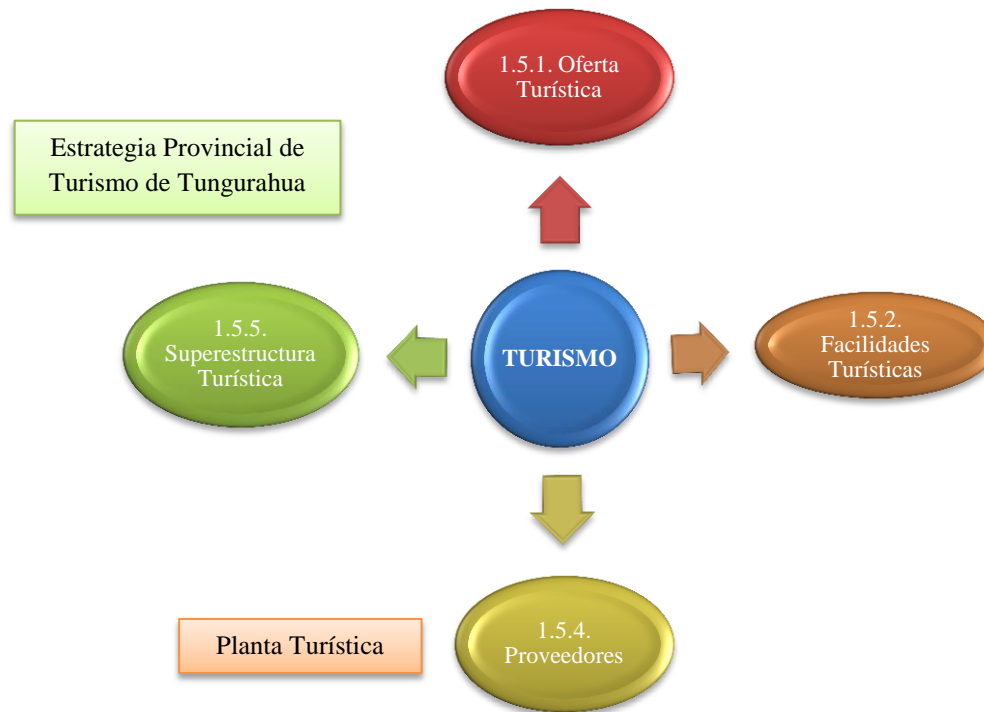 1.5.1. Oferta
Turística
Estrategia Provincial de
Turismo de Tungurahua
1.5.5.
Superestructura
Turística
TURISMO
1.5.2.
Facilidades
Turísticas
Planta Turística
1.5.4.
Proveedores